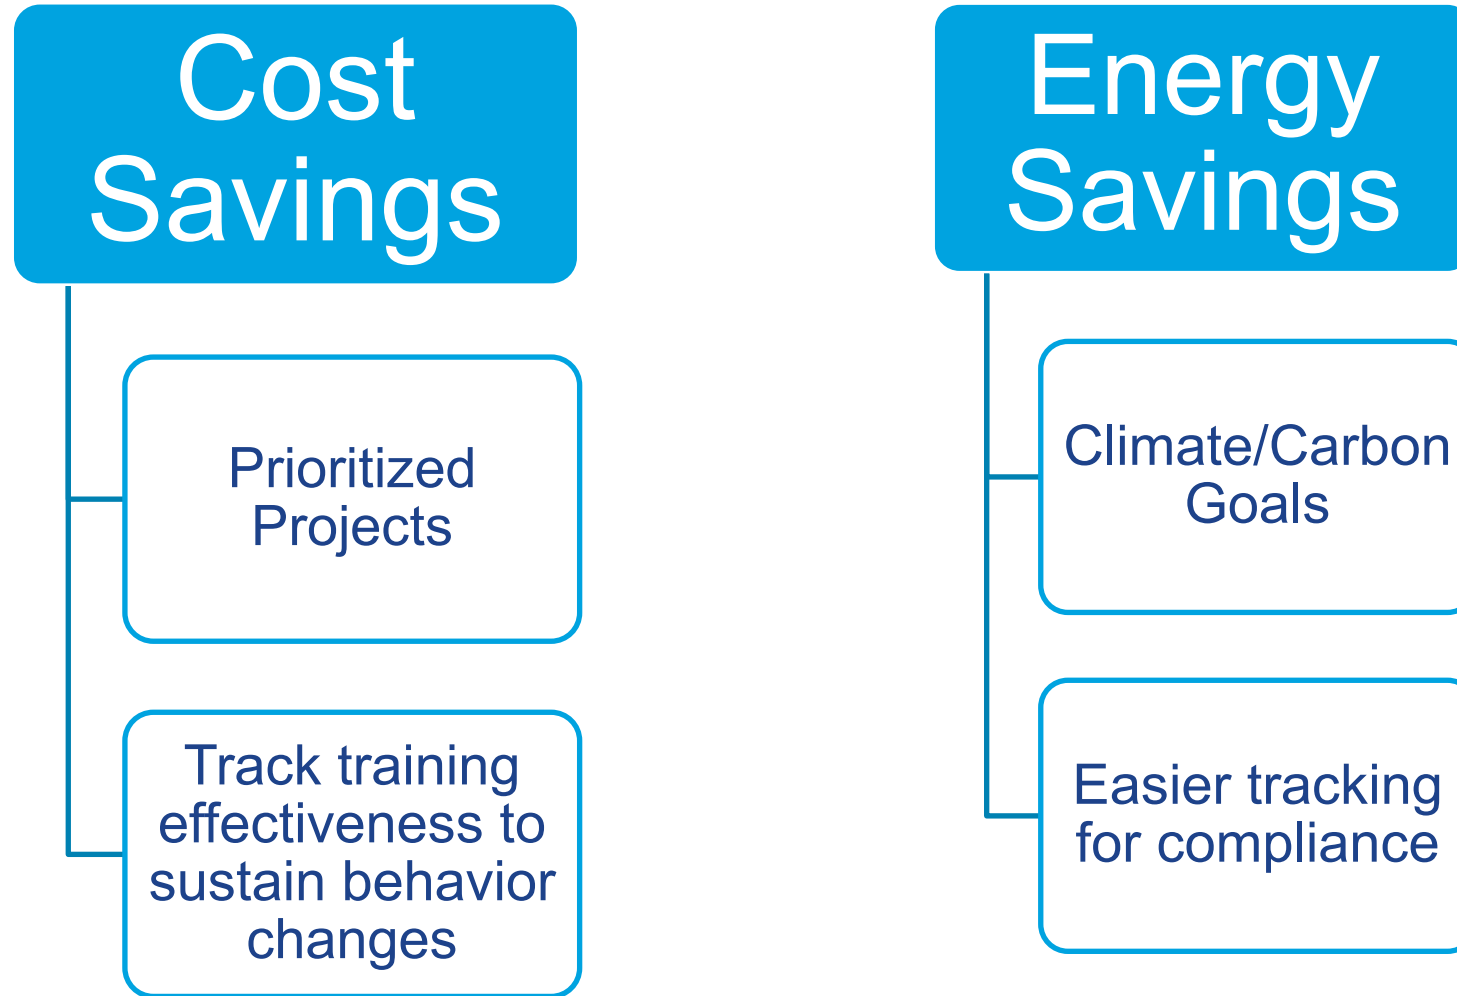 Cost
Savings
Prioritized
Projects
Track training
effectiveness to
sustain behavior
changes
Energy
Savings
Climate/Carbon
Goals
Easier tracking
for compliance